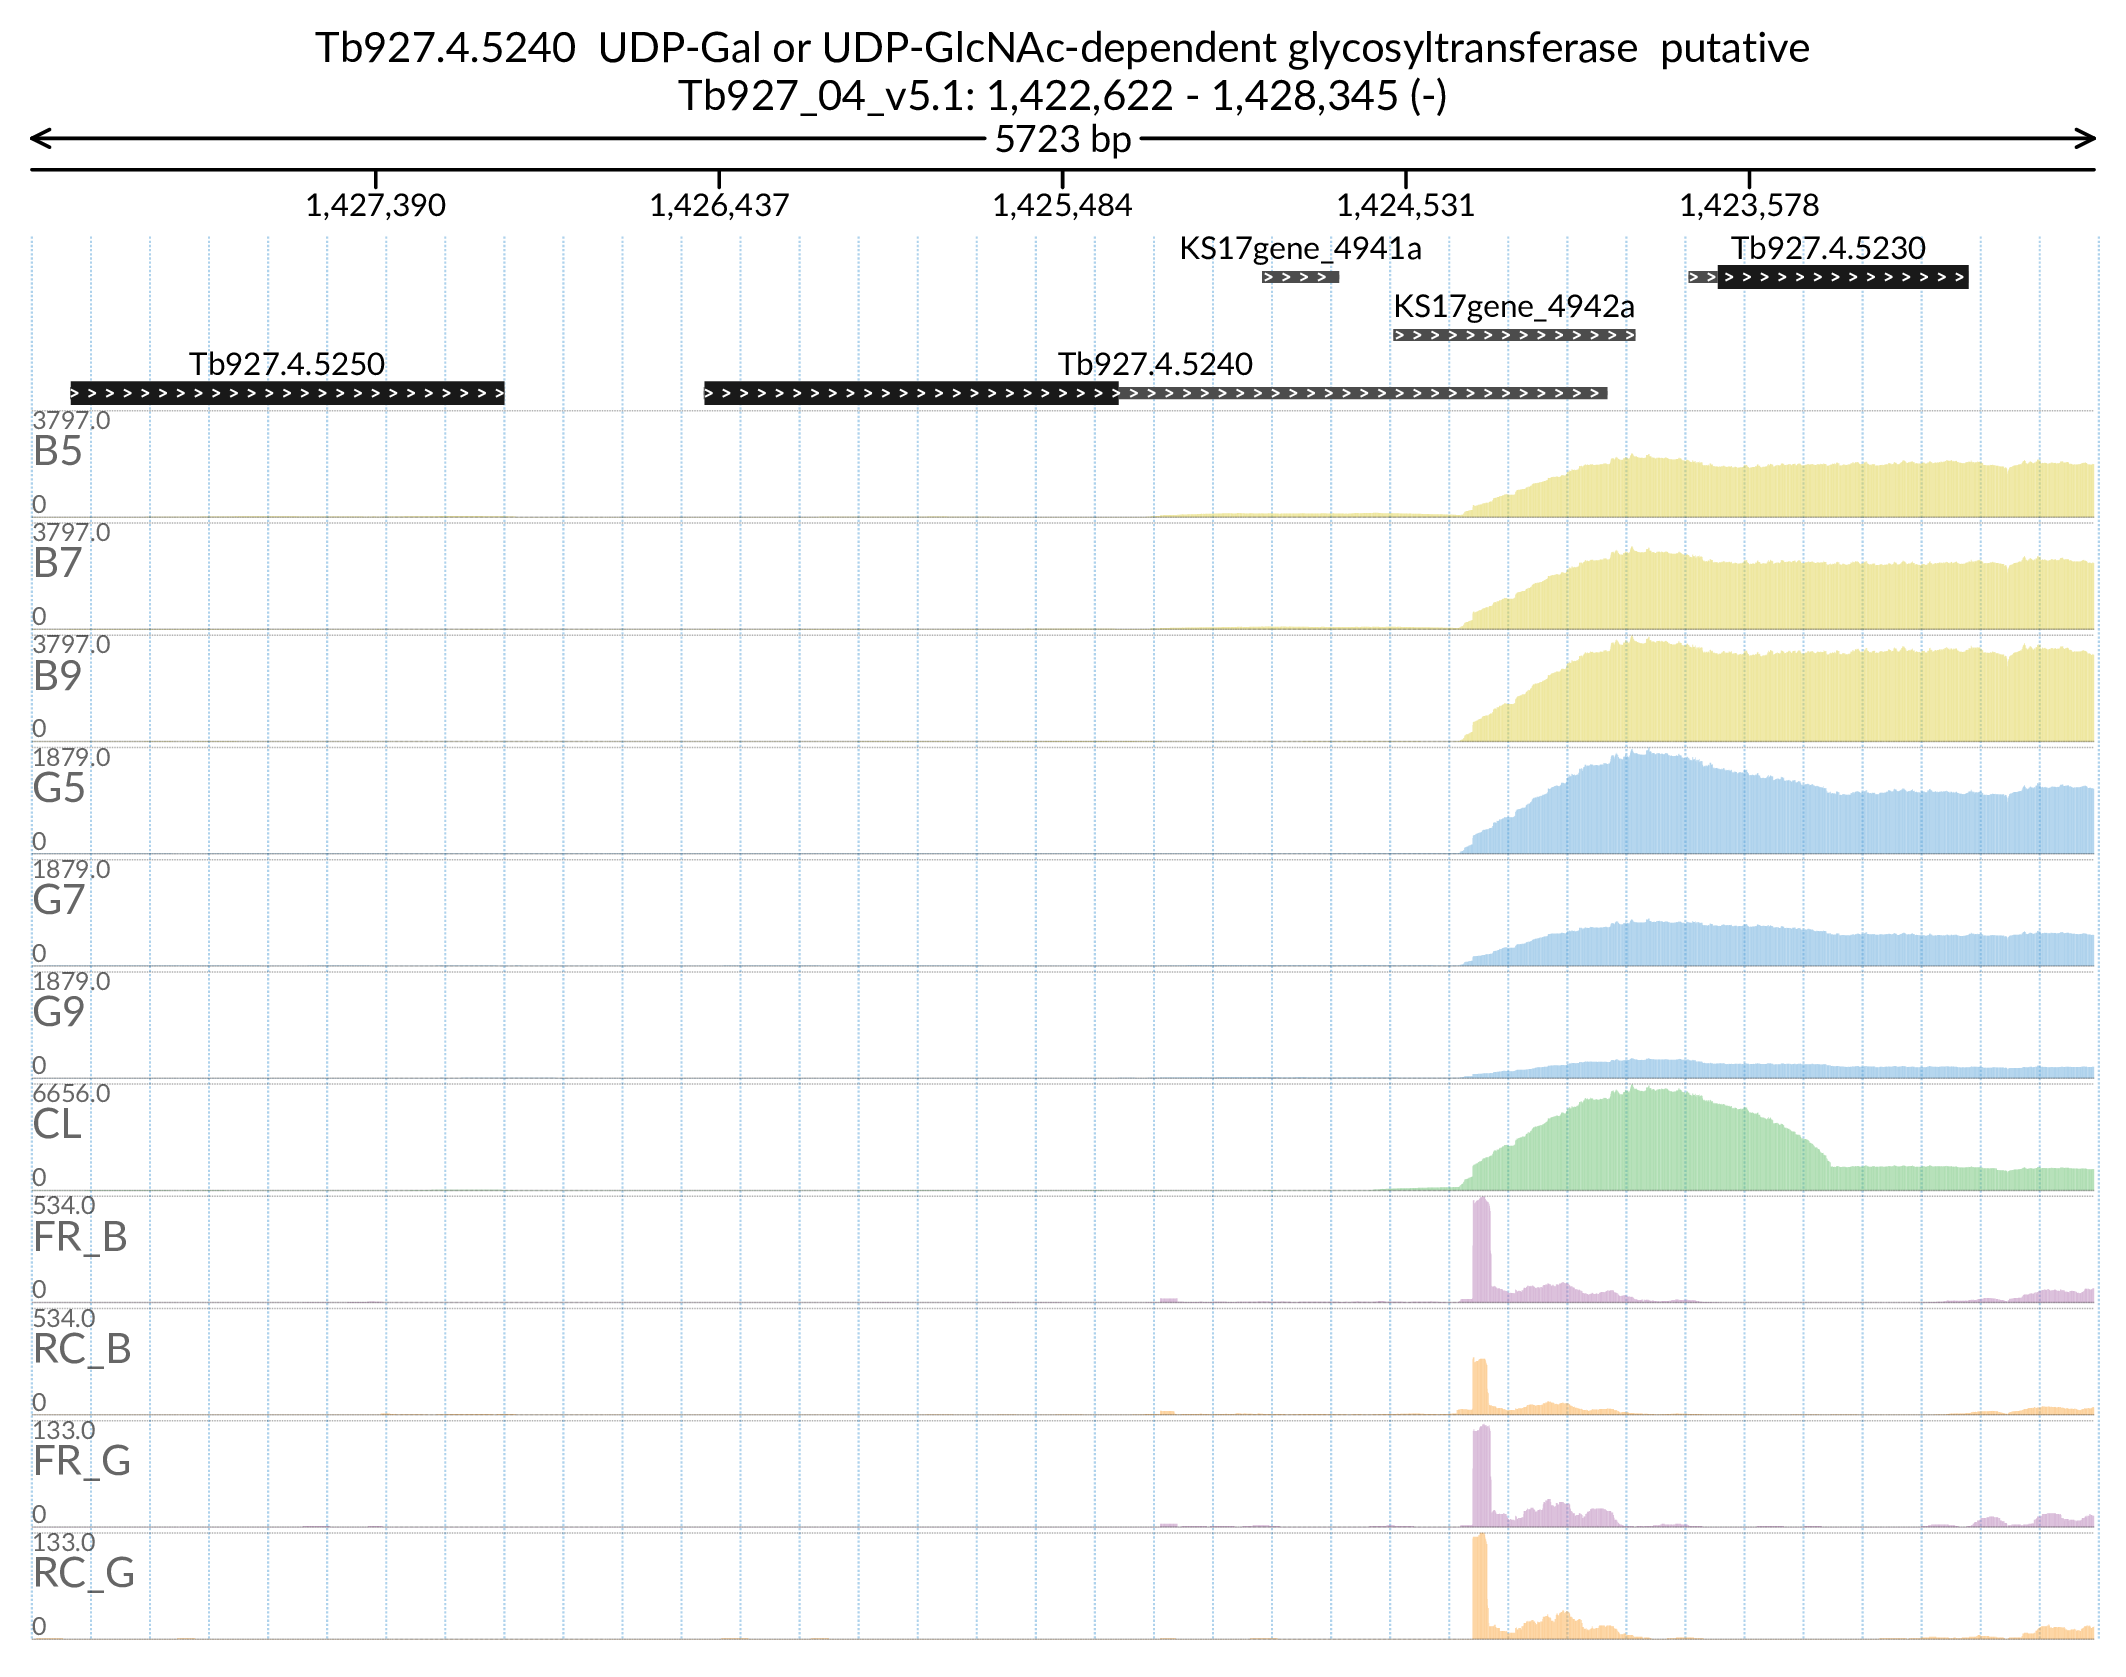 Tb927.4.5240 UDP-Gal or UDP-GlcNAc-dependent glycosyltransferase putative
Tb927_04_v5.1: 1,422,622 - 1,428,345 (-)
5723 bp
1,427,390 1,426,437 1,425,484 1,424,531 1,423,578
KS17gene_4941a Tb927.4.5230
KS17gene_4942a
Tb927.4.5250 Tb927.4.5240
3797.0
B5
0
3797.0
B7
0
3797.0
B9
0
1879.0
G5
0
1879.0
G7
0
1879.0
G9
0
6656.0
CL
0
534.0
FR_B
0
534.0
RC_B
0
133.0
FR_G
0
133.0
RC_G
0